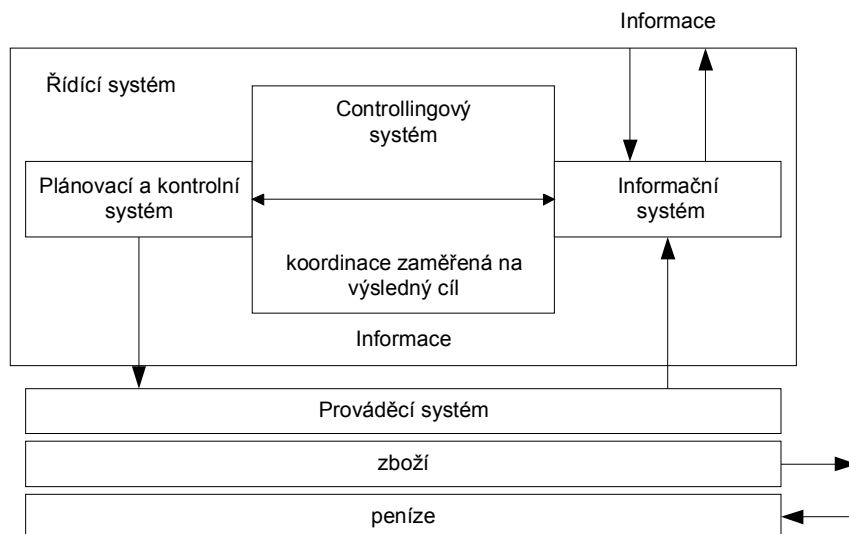 Informace
Řídící systém
Controllingový
systém
Plánovací a kontrolní
systém
Informační
systém
koordinace zaměřená na
výsledný cíl
Informace
Prováděcí systém
zboží
peníze